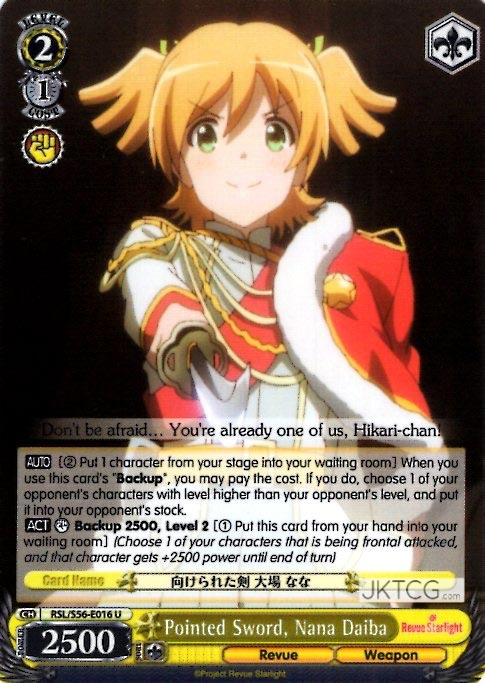 LEVEL
2
1
COST
Don't be afraid… You're already one of us, Hikari-chan!
AUTO [② Put 1 character from your stage into your waiting room] When you
use this card's "Backup", you may pay the cost. If you do, choose 1 of your
opponent's characters with level higher than your opponent's level, and put
it into your opponent's stock.
ACT Backup 2500, Level 2 [① Put this card from your hand into your
waiting room] (Choose 1 of your characters that is being frontal attacked,
and that character gets +2500 power until end of turn)
Card Name 向けられた剣 大場 なな
JKTCG.com
CH RSL/S56-E016 U
POWER 2500 SOUL
Pointed Sword, Nana Daiba
Revue Starlight
Revue Weapon
©Project Revue Starlight